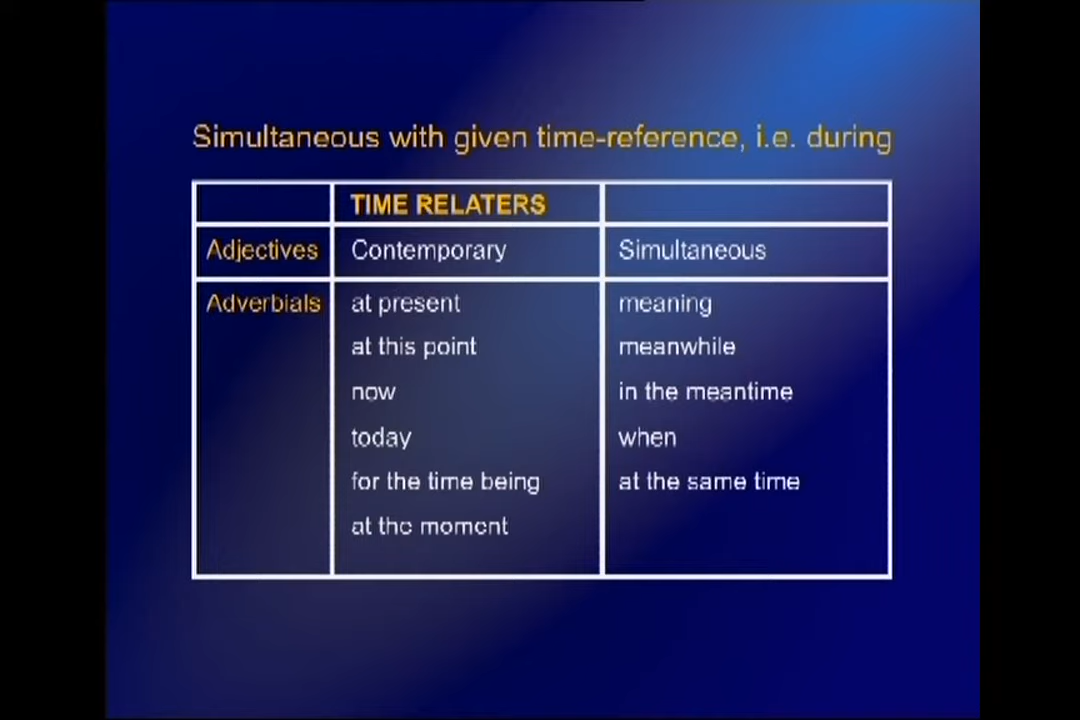 Simultaneous with given time-reference, i.e. during
TIME RELATERS
Adjectives Contemporary Simultaneous
Adverbials at present meaning
at this point meanwhile
now in the meantime
today when
for the time being at the same time
at the moment